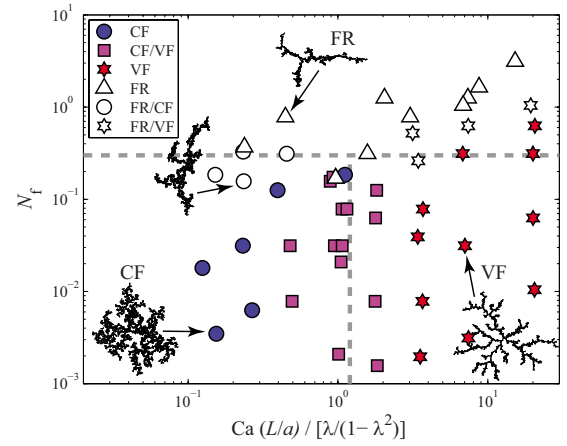 10¹
10⁰
10⁻¹
10⁻²
10⁻³
N_f
CF
CF/VF
VF
FR
FR/CF
FR/VF
FR
CF
VF
10⁻¹
10⁰
10¹
Ca (L/a) / [λ/(1− λ²)]